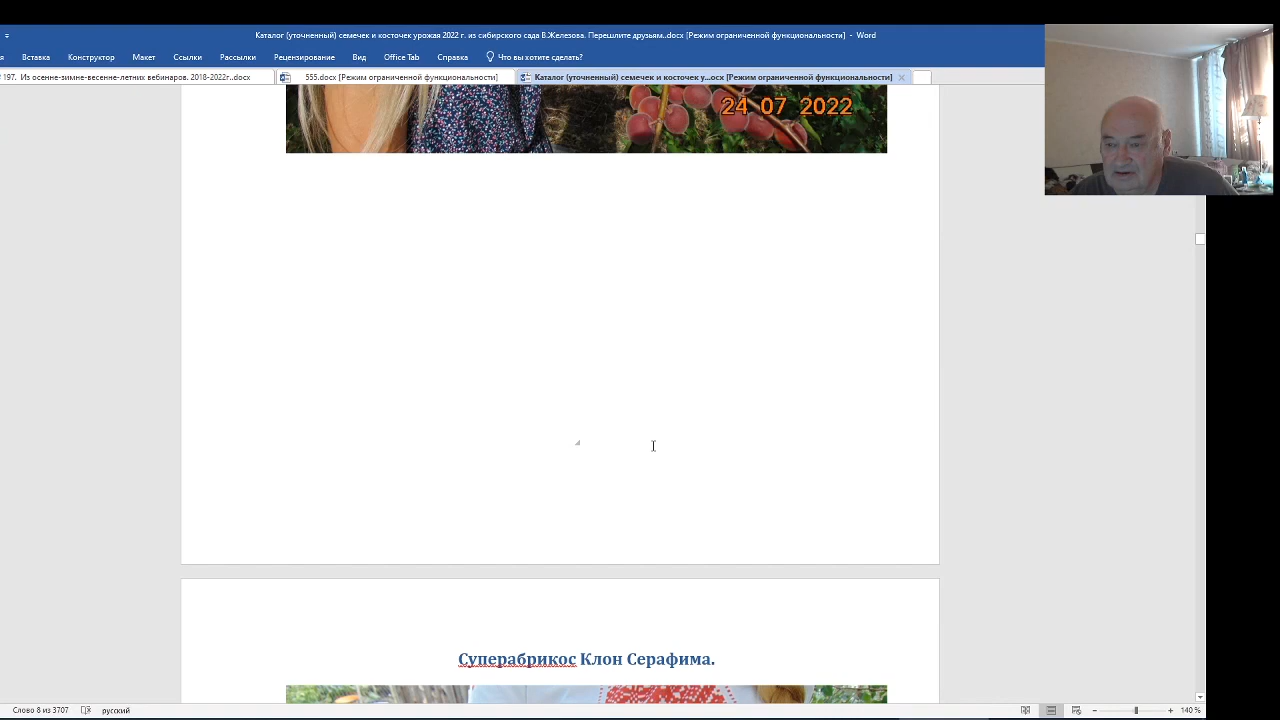 Каталог (уточненный) семечек и косточек урожая 2022 г. из сибирского сада В.Железова. Перешлите друзьям..docx [Режим ограниченной функциональности] - Word
Вставка Конструктор Макет Ссылки Рассылки Рецензирование Вид Office Tab Справка Что вы хотите сделать?
197. Из осенне-зимне-весенне-летних вебинаров. 2018-2022г..docx 555.docx [Режим ограниченной функциональности] Каталог (уточненный) семечек и косточек у...ocx [Режим ограниченной функциональности]
24 07 2022
Суперабрикос Клон Серафима.
Слово 8 из 3707 русский 140 %